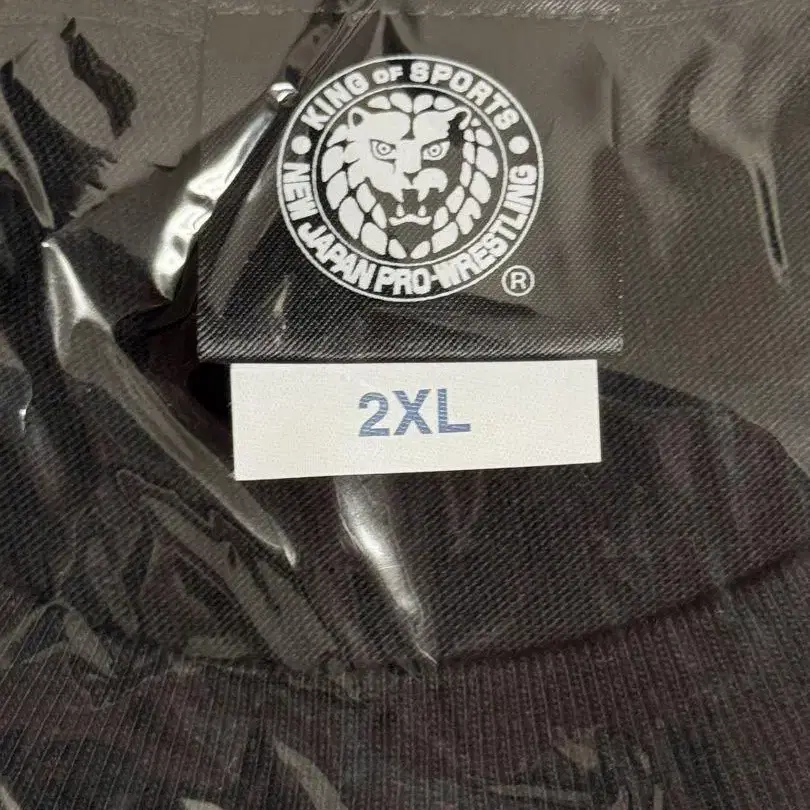 KING OF SPORTS
NEW JAPAN PRO-WRESTLING
®
2XL